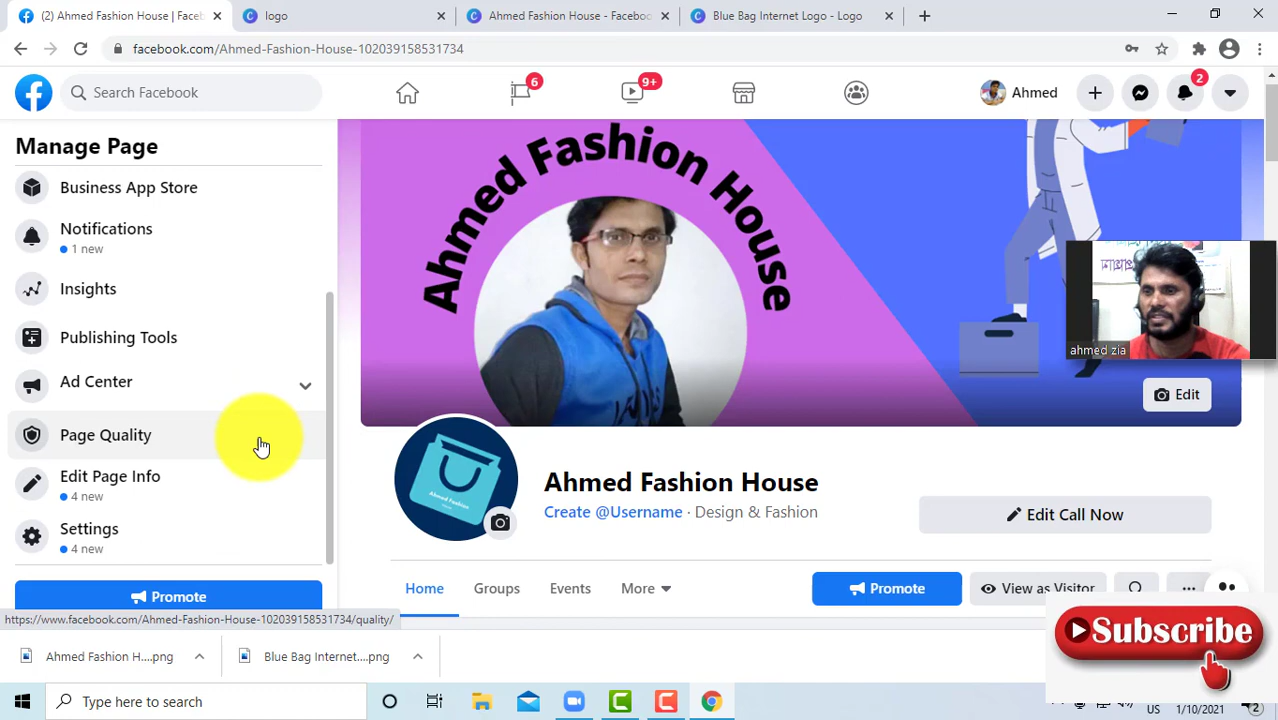 (2) Ahmed Fashion House | Faceb
logo
Ahmed Fashion House - Faceboo
Blue Bag Internet Logo - Logo
facebook.com/Ahmed-Fashion-House-102039158531734
Search Facebook
6
9+
Ahmed
2
Manage Page
Business App Store
Notifications
1 new
Insights
Publishing Tools
Ad Center
Page Quality
Edit Page Info
4 new
Settings
4 new
Promote
Ahmed Fashion House
ahmed zia
Edit
Ahmed Fashion
Ahmed Fashion House
Create @Username · Design & Fashion
Edit Call Now
Home
Groups
Events
More
Promote
View as Visitor
https://www.facebook.com/Ahmed-Fashion-House-102039158531734/quality/
Subscribe
Ahmed Fashion H....png
Blue Bag Internet....png
Type here to search
US
1/10/2021
2